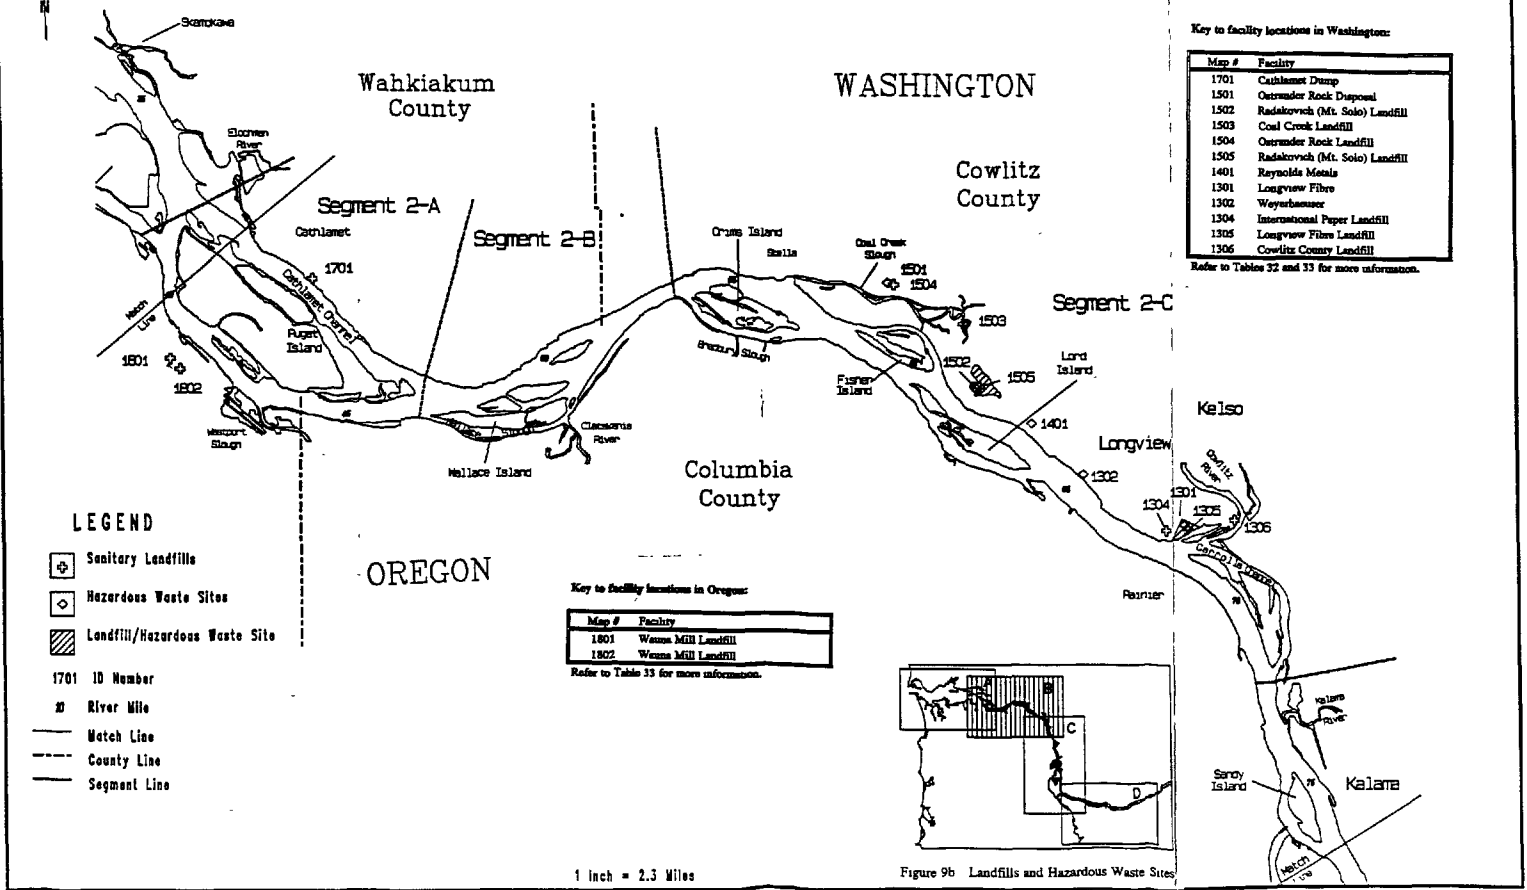 N
Skamokawa
Wahkiakum
County
WASHINGTON
Key to facility locations in Washington:
Map # Facility
1701 Cathlamet Dump
1501 Ostrander Rock Disposal
1502 Radakovich (Mt. Solo) Landfill
1503 Coal Creek Landfill
1504 Ostrander Rock Landfill
1505 Radakovich (Mt. Solo) Landfill
1401 Reynolds Metals
1301 Longview Fibre
1302 Weyerhaeuser
1304 International Paper Landfill
1305 Longview Fibre Landfill
1306 Cowlitz County Landfill
Refer to Tables 32 and 33 for more information.
Elochman
River
Cowlitz
County
Segment 2-A
Cathlamet
Segment 2-B
Crims Island
Stella
Coal Creek
Slough
1701
1501
1504
Cathlamet Channel
Segment 2-C
1503
Match
Line
Puget
Island
Bradbury Slough
1801
1802
1502
1505
Lord
Island
Fisher
Island
Westport
Slough
Clatskanie
River
Wallace Island
1401
Kelso
Longview
Columbia
County
1302
Cowlitz
River
1301
1304
1305
1306
Carrolls Channel
LEGEND
Sanitary Landfills
Hazardous Waste Sites
Landfill/Hazardous Waste Site
1701 ID Number
River Mile
Match Line
County Line
Segment Line
OREGON
Key to facility locations in Oregon:
Map # Facility
1801 Wauna Mill Landfill
1802 Wauna Mill Landfill
Refer to Table 33 for more information.
Rainier
70
A
B
C
D
Kalama
River
Sandy
Island
75
Kalama
Match
Line
1 inch = 2.3 Miles
Figure 9b Landfills and Hazardous Waste Sites